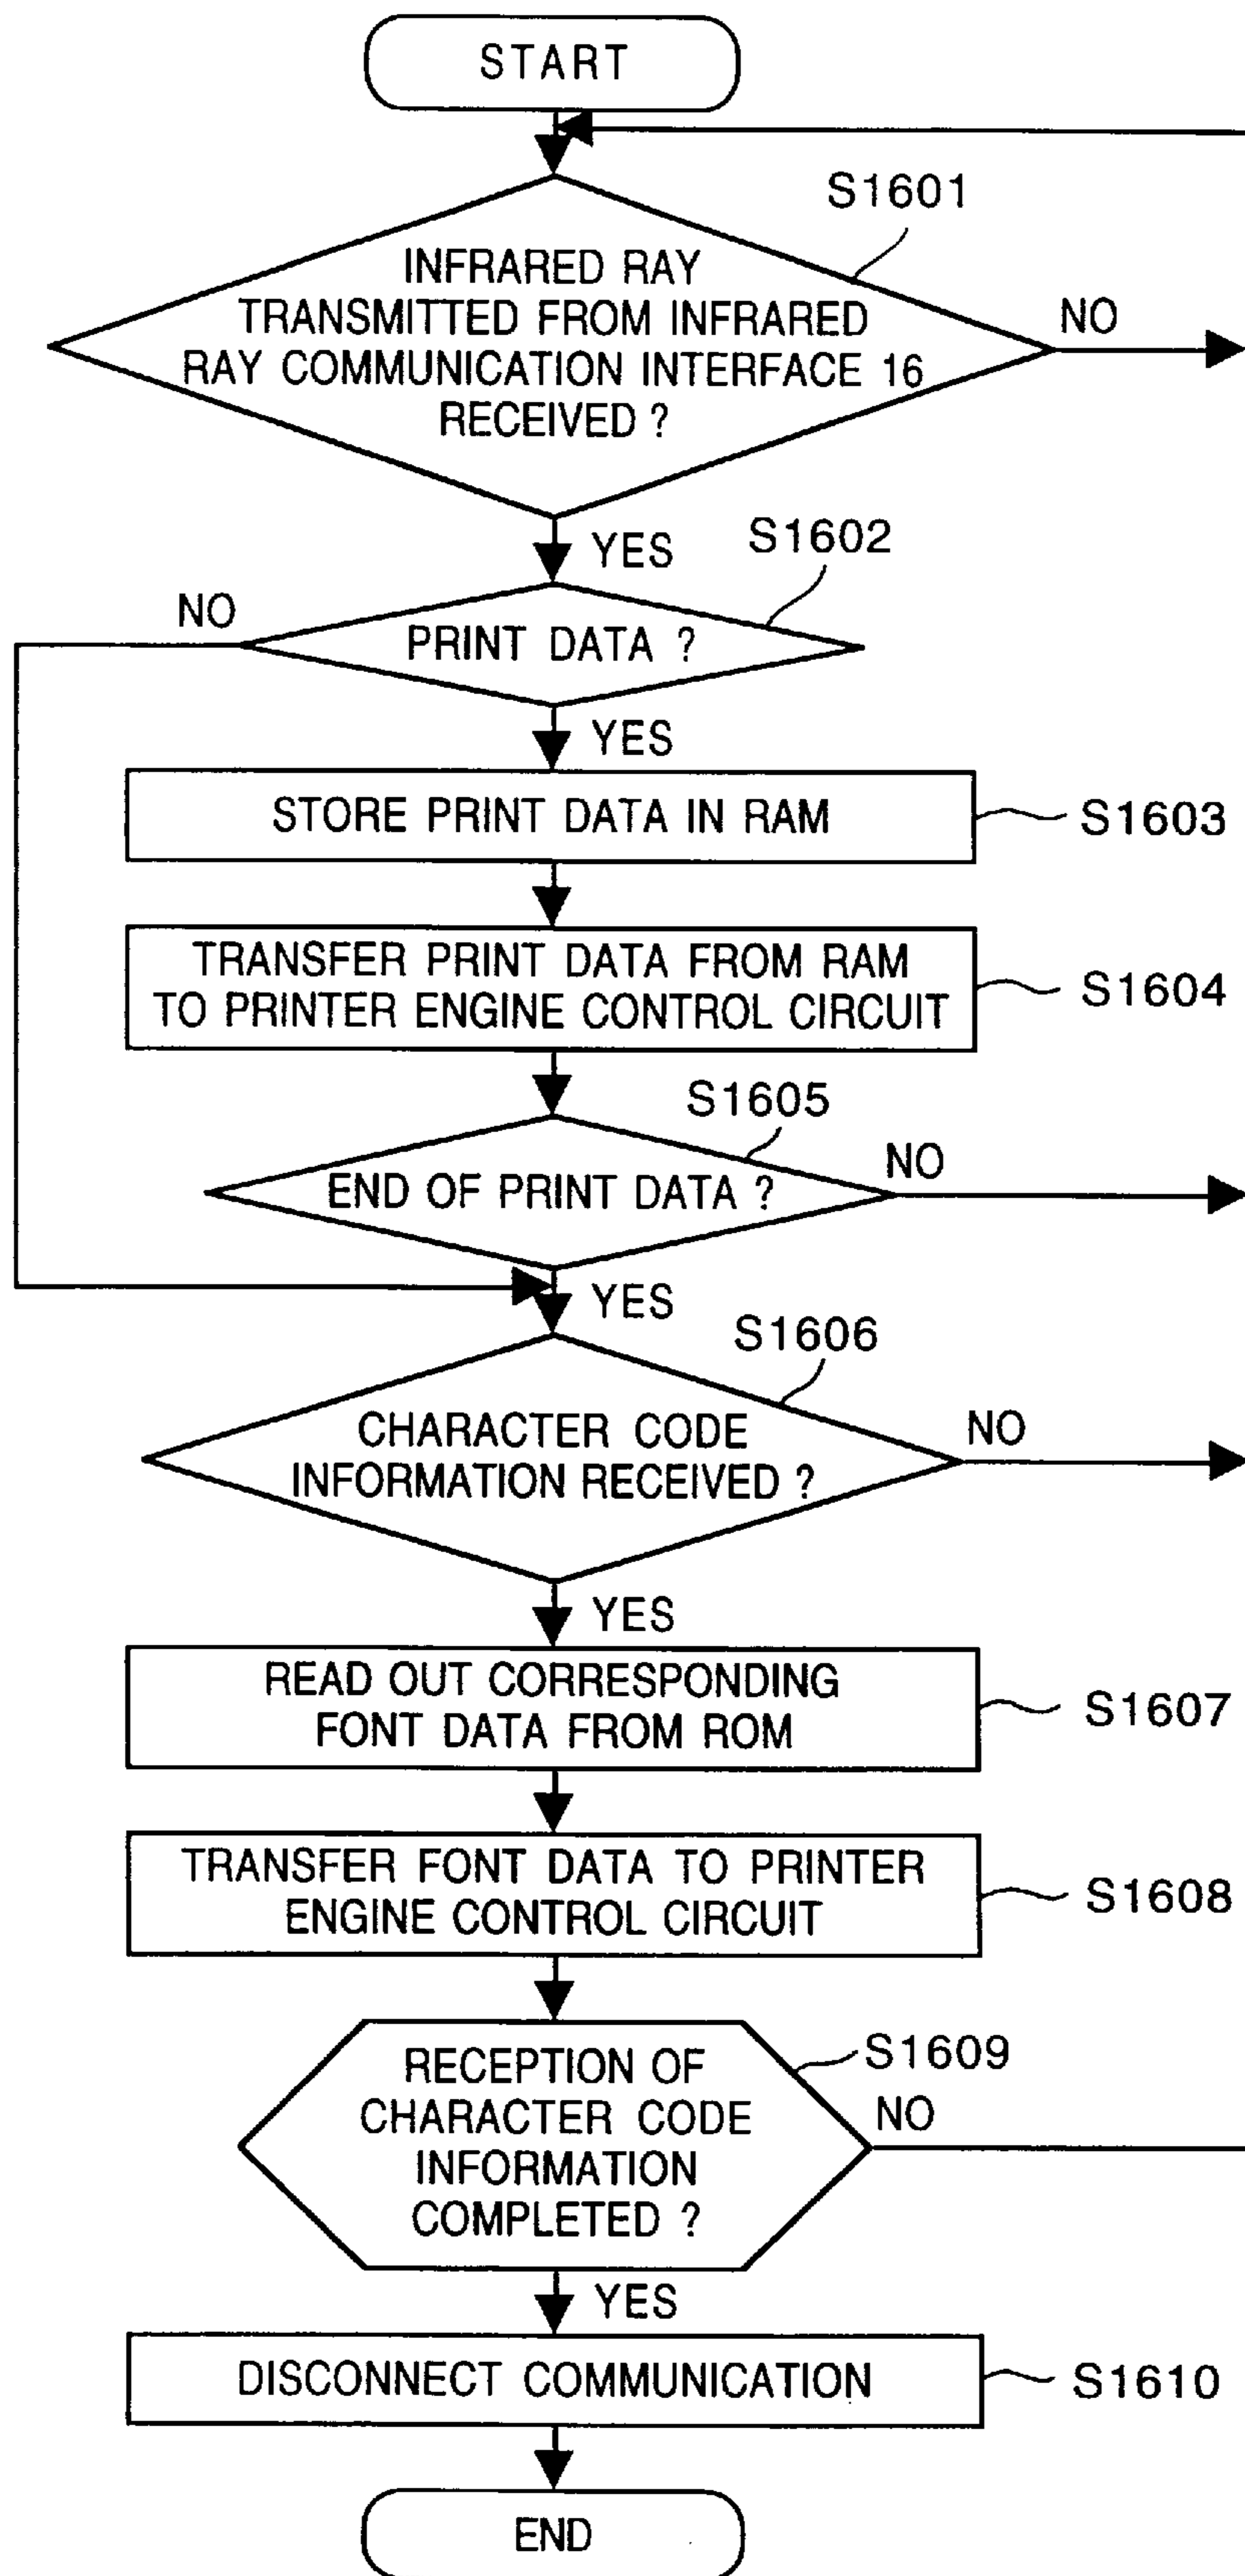 START
S1601
INFRARED RAY
TRANSMITTED FROM INFRARED
RAY COMMUNICATION INTERFACE 16
RECEIVED ?
NO
YES
S1602
NO
PRINT DATA ?
YES
STORE PRINT DATA IN RAM
S1603
TRANSFER PRINT DATA FROM RAM
TO PRINTER ENGINE CONTROL CIRCUIT
S1604
S1605
END OF PRINT DATA ?
NO
YES
S1606
CHARACTER CODE
INFORMATION RECEIVED ?
NO
YES
READ OUT CORRESPONDING
FONT DATA FROM ROM
S1607
TRANSFER FONT DATA TO PRINTER
ENGINE CONTROL CIRCUIT
S1608
S1609
RECEPTION OF
CHARACTER CODE
INFORMATION
COMPLETED ?
NO
YES
DISCONNECT COMMUNICATION
S1610
END